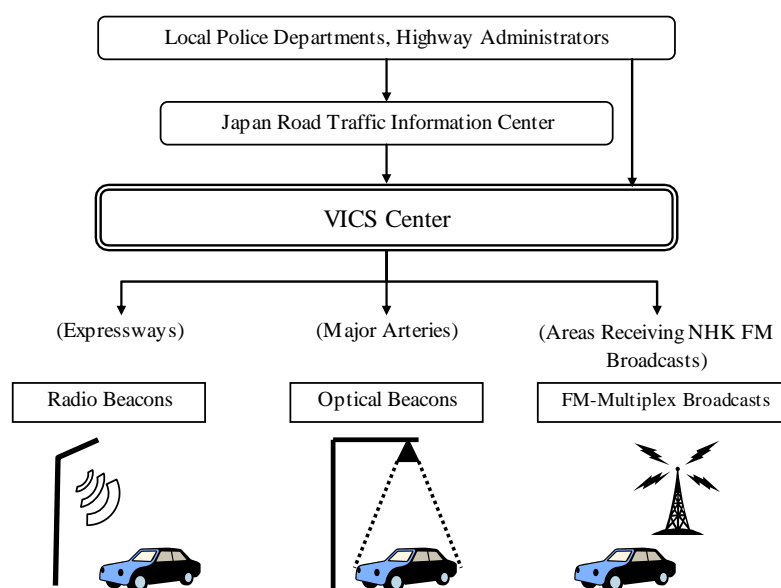 Local Police Departments, Highway Administrators
Japan Road Traffic Information Center
VICS Center
(Expressways)
(Major Arteries)
(Areas Receiving NHK FM
Broadcasts)
Radio Beacons
Optical Beacons
FM-Multiplex Broadcasts